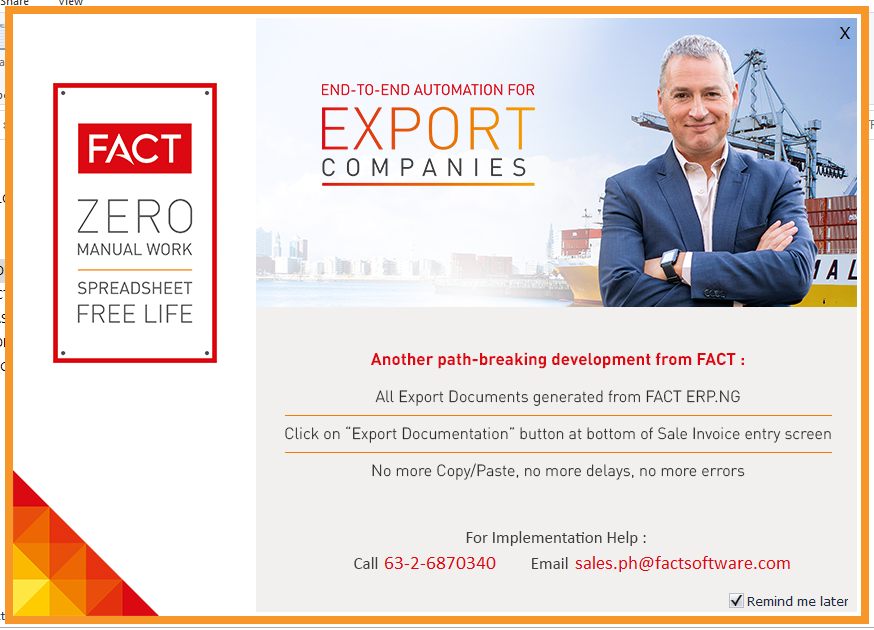 Share
View
X
FACT
ZERO
MANUAL WORK
SPREADSHEET
FREE LIFE
END-TO-END AUTOMATION FOR
EXPORT
COMPANIES
Another path-breaking development from FACT :
All Export Documents generated from FACT ERP.NG
Click on “Export Documentation” button at bottom of Sale Invoice entry screen
No more Copy/Paste, no more delays, no more errors
For Implementation Help :
Call 63-2-6870340 Email sales.ph@factsoftware.com
Remind me later